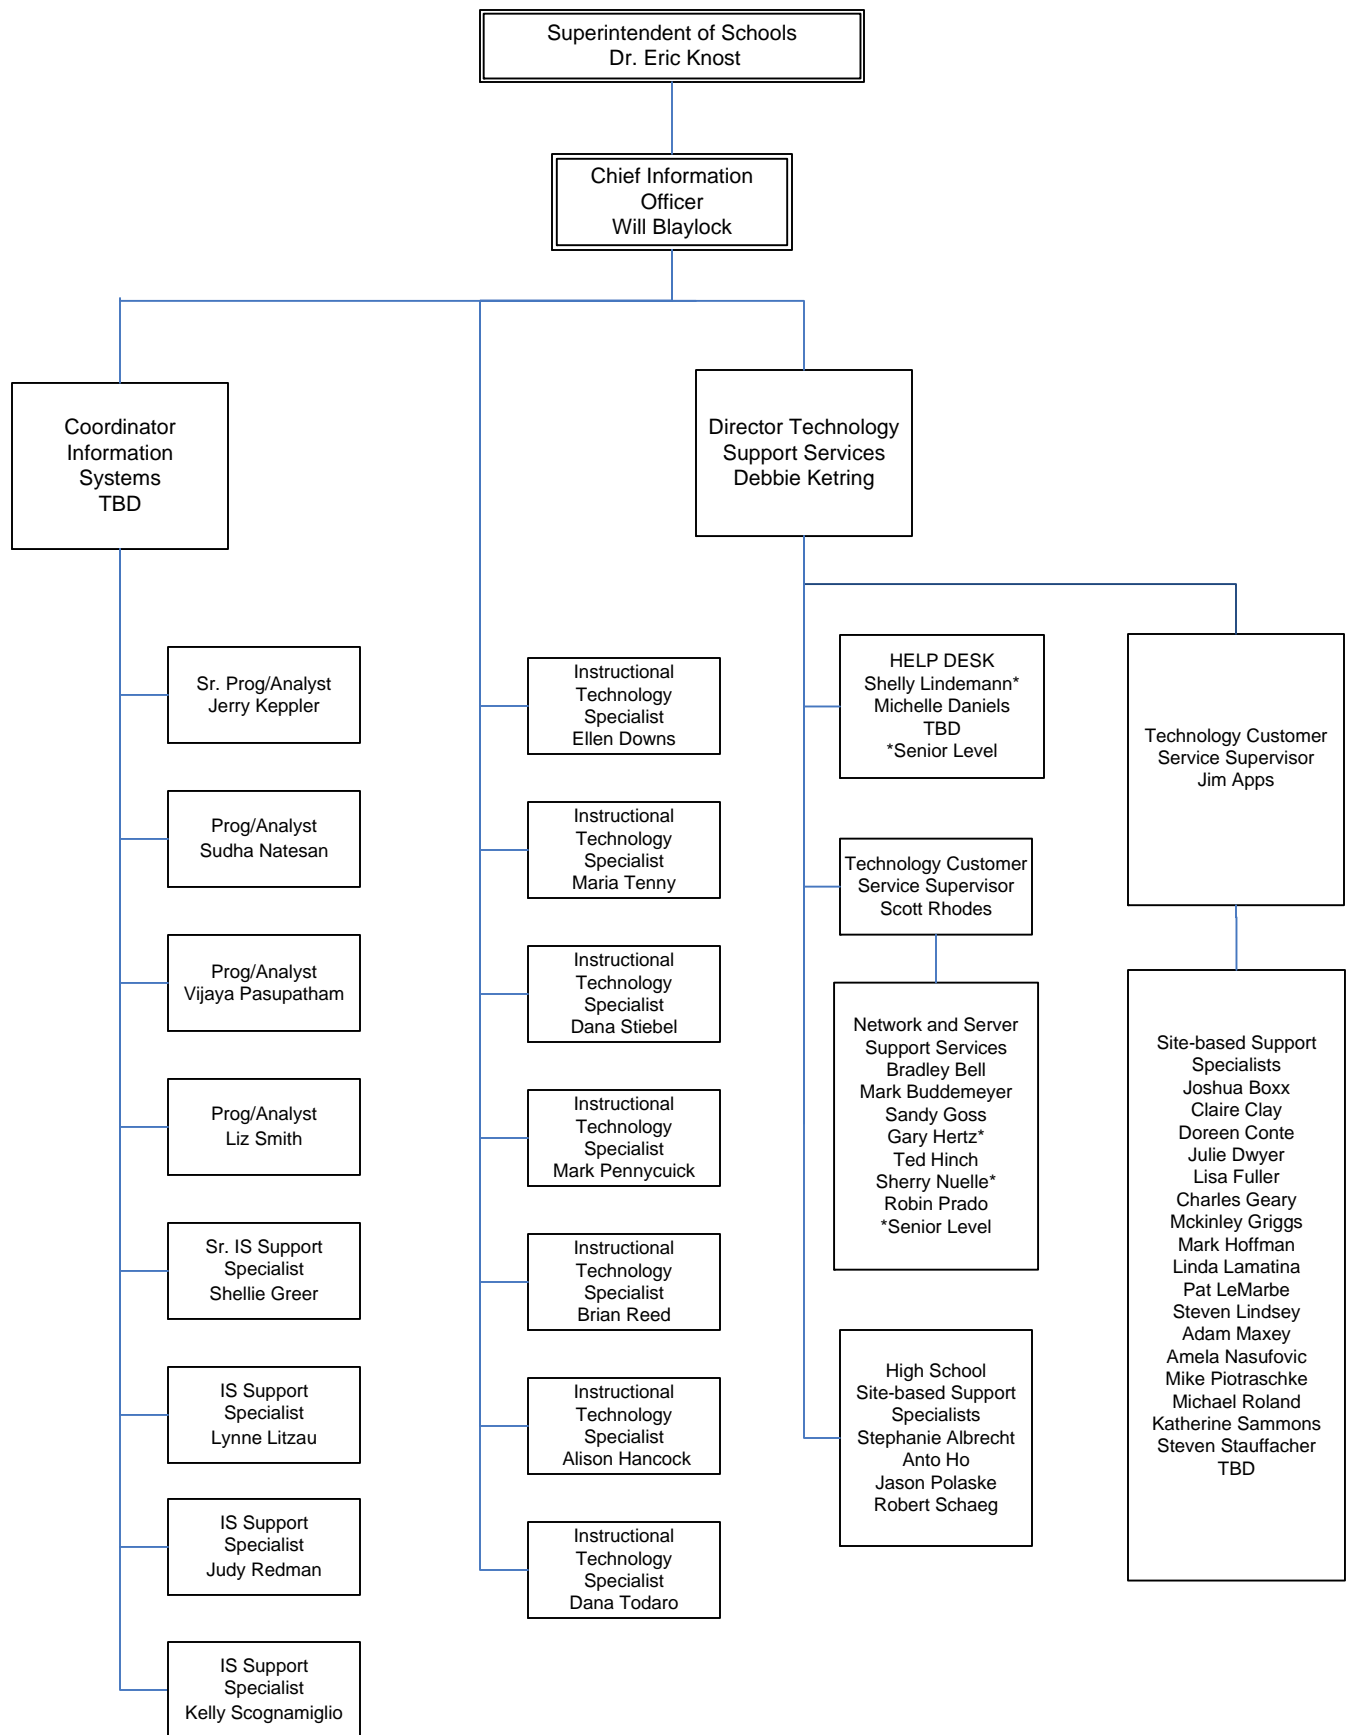 Superintendent of Schools
Dr. Eric Knost
Chief Information
Officer
Will Blaylock
Coordinator
Information
Systems
TBD
Sr. Prog/Analyst
Jerry Keppler
Prog/Analyst
Sudha Natesan
Prog/Analyst
Vijaya Pasupatham
Prog/Analyst
Liz Smith
Sr. IS Support
Specialist
Shellie Greer
IS Support
Specialist
Lynne Litzau
IS Support
Specialist
Judy Redman
IS Support
Specialist
Kelly Scognamiglio
Instructional
Technology
Specialist
Ellen Downs
Instructional
Technology
Specialist
Maria Tenny
Instructional
Technology
Specialist
Dana Stiebel
Instructional
Technology
Specialist
Mark Pennycuick
Instructional
Technology
Specialist
Brian Reed
Instructional
Technology
Specialist
Alison Hancock
Instructional
Technology
Specialist
Dana Todaro
Director Technology
Support Services
Debbie Ketring
HELP DESK
Shelly Lindemann*
Michelle Daniels
TBD
*Senior Level
Technology Customer
Service Supervisor
Scott Rhodes
Network and Server
Support Services
Bradley Bell
Mark Buddemeyer
Sandy Goss
Gary Hertz*
Ted Hinch
Sherry Nuelle*
Robin Prado
*Senior Level
High School
Site-based Support
Specialists
Stephanie Albrecht
Anto Ho
Jason Polaske
Robert Schaeg
Technology Customer
Service Supervisor
Jim Apps
Site-based Support
Specialists
Joshua Boxx
Claire Clay
Doreen Conte
Julie Dwyer
Lisa Fuller
Charles Geary
Mckinley Griggs
Mark Hoffman
Linda Lamatina
Pat LeMarbe
Steven Lindsey
Adam Maxey
Amela Nasufovic
Mike Piotraschke
Michael Roland
Katherine Sammons
Steven Stauffacher
TBD